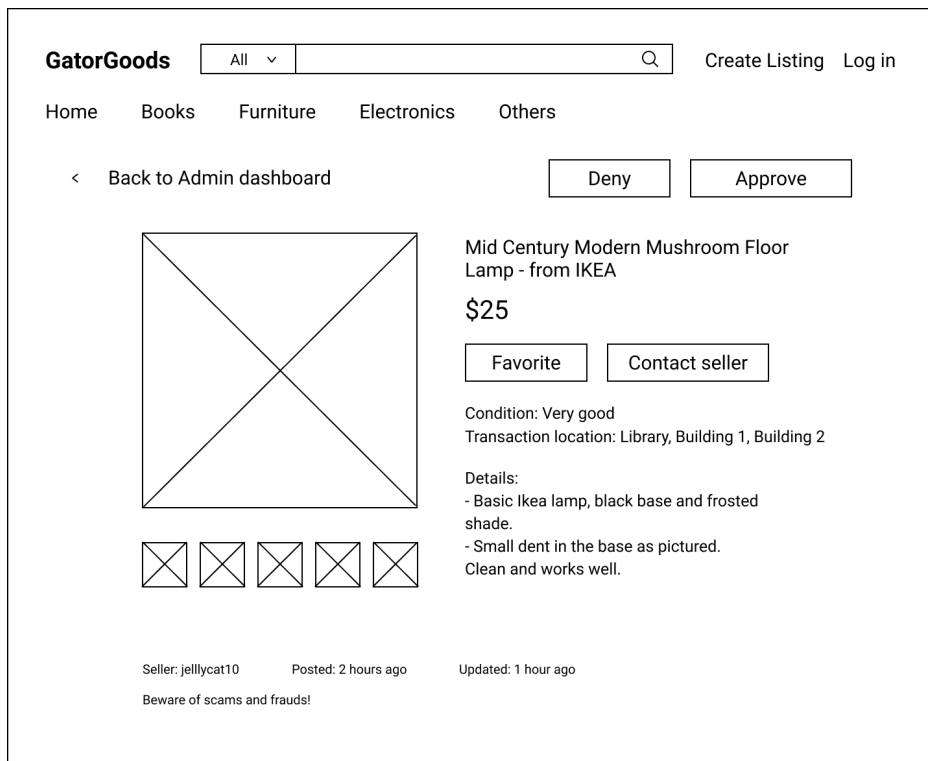 GatorGoods All Create Listing Log in
Home Books Furniture Electronics Others
< Back to Admin dashboard Deny Approve
Mid Century Modern Mushroom Floor
Lamp - from IKEA
$25
Favorite Contact seller
Condition: Very good
Transaction location: Library, Building 1, Building 2
Details:
- Basic Ikea lamp, black base and frosted
shade.
- Small dent in the base as pictured.
Clean and works well.
Seller: jelllycat10 Posted: 2 hours ago Updated: 1 hour ago
Beware of scams and frauds!